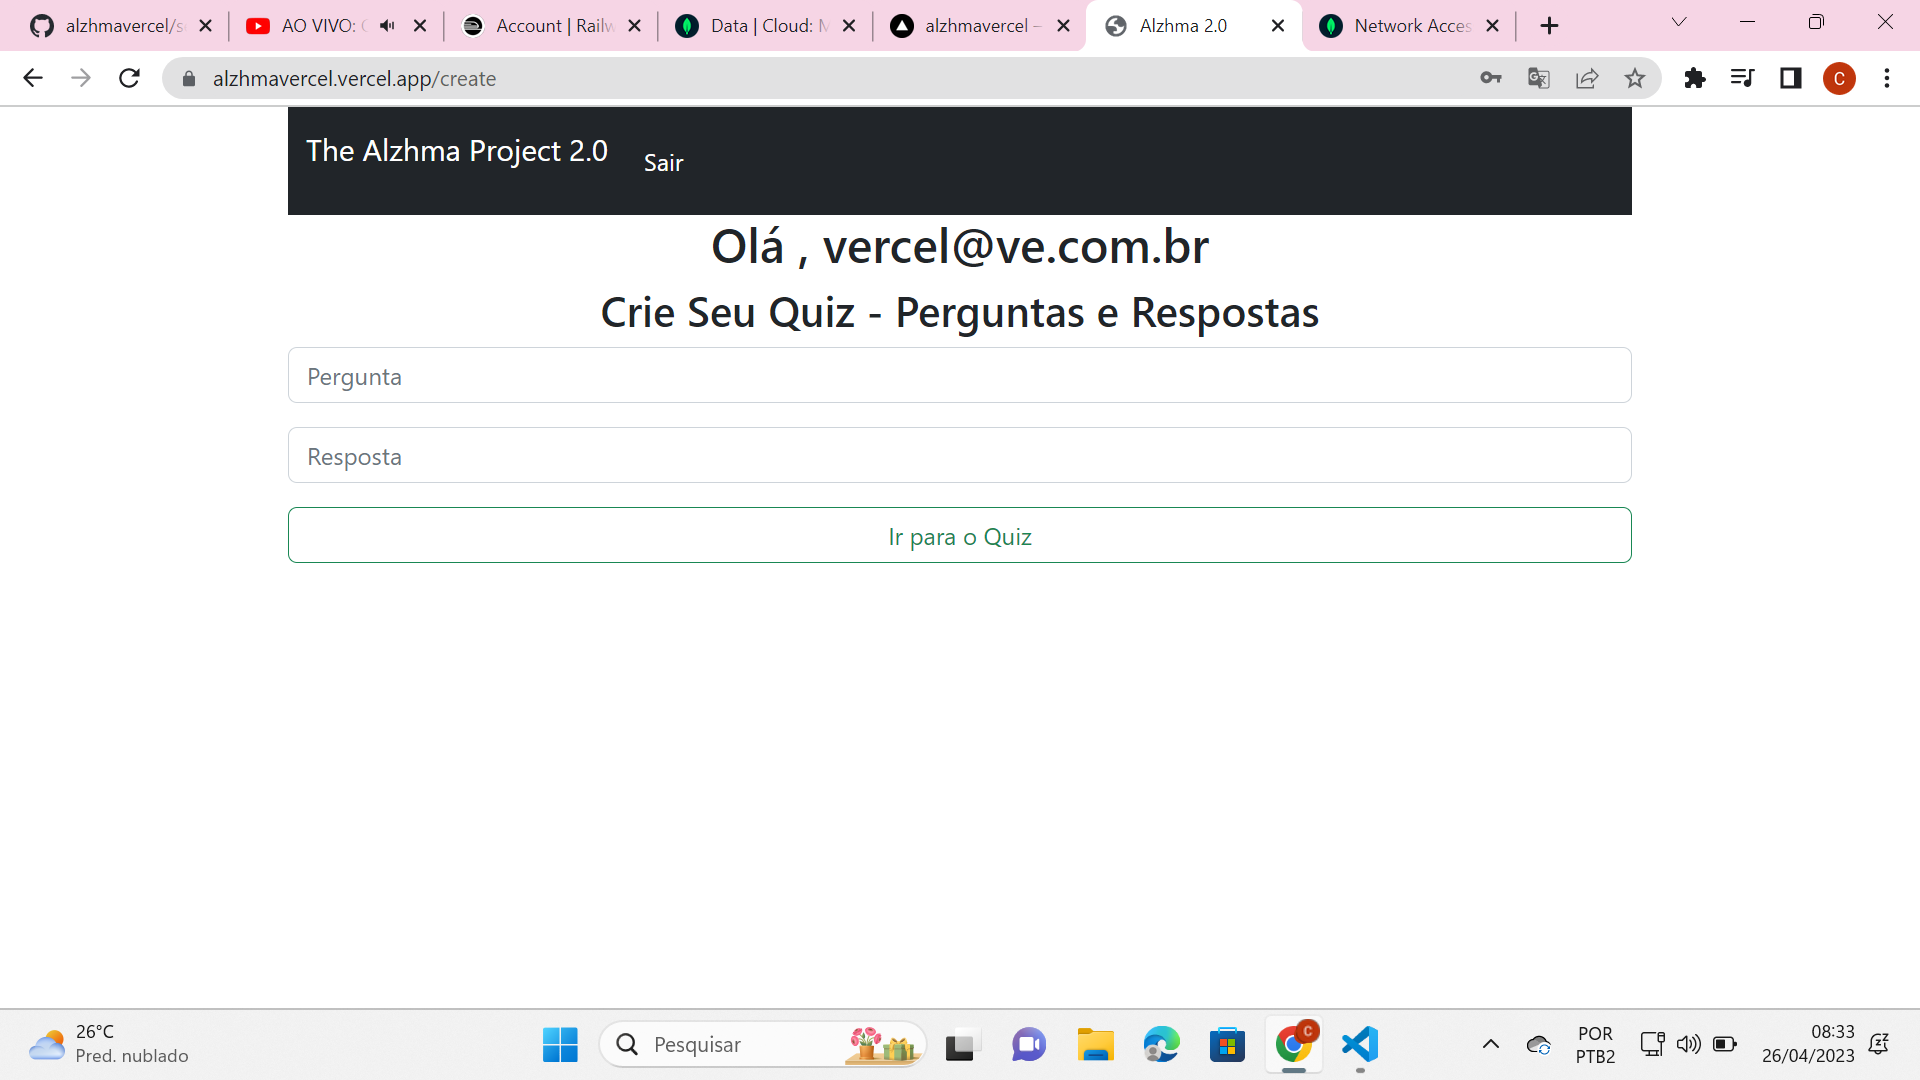 alzhmavercel/s
AO VIVO:
Account | Railw
Data | Cloud: M
alzhmavercel –
Alzhma 2.0
Network Acces
alzhmavercel.vercel.app/create
C
The Alzhma Project 2.0
Sair
Olá , vercel@ve.com.br
Crie Seu Quiz - Perguntas e Respostas
Pergunta
Resposta
Ir para o Quiz
26°C
Pred. nublado
Pesquisar
C
POR
PTB2
08:33
26/04/2023